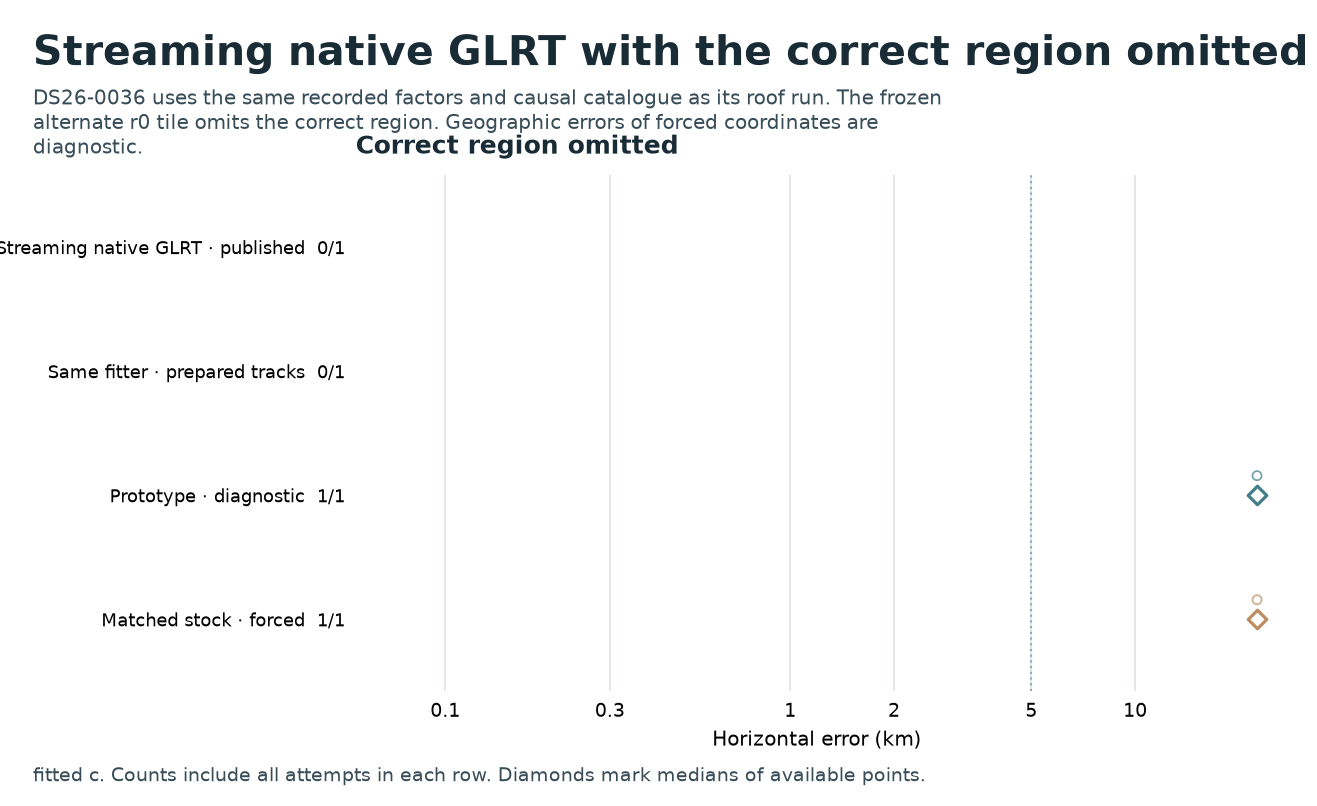 Streaming native GLRT with the correct region omitted
DS26-0036 uses the same recorded factors and causal catalogue as its roof run. The frozen
alternate r0 tile omits the correct region. Geographic errors of forced coordinates are
diagnostic.
Correct region omitted
Streaming native GLRT · published 0/1
Same fitter · prepared tracks 0/1
Prototype · diagnostic 1/1
Matched stock · forced 1/1
0.1 0.3 1 2 5 10
Horizontal error (km)
fitted c. Counts include all attempts in each row. Diamonds mark medians of available points.